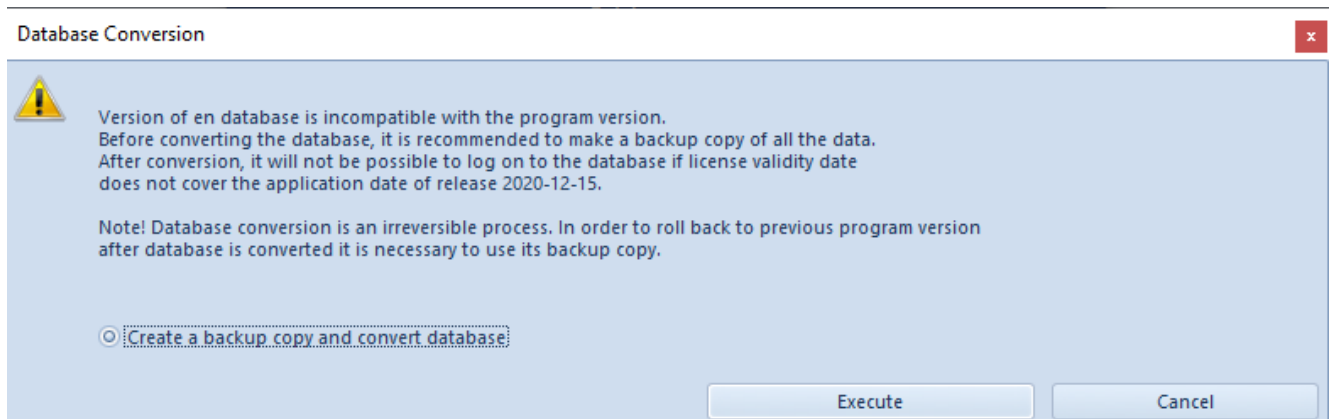 Database Conversion
x
Version of en database is incompatible with the program version.
Before converting the database, it is recommended to make a backup copy of all the data.
After conversion, it will not be possible to log on to the database if license validity date
does not cover the application date of release 2020-12-15.
Note! Database conversion is an irreversible process. In order to roll back to previous program version
after database is converted it is necessary to use its backup copy.
Create a backup copy and convert database
Execute
Cancel